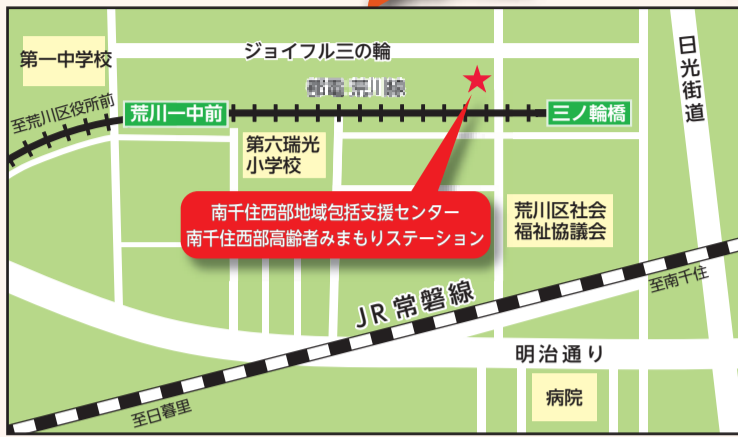 第一中学校
ジョイフル三の輪
日光街道
都電 荒川線
至荒川区役所前
荒川一中前
三ノ輪橋
第六瑞光
小学校
南千住西部地域包括支援センター
南千住西部高齢者みまもりステーション
荒川区社会
福祉協議会
至南千住
JR常磐線
明治通り
病院
至日暮里